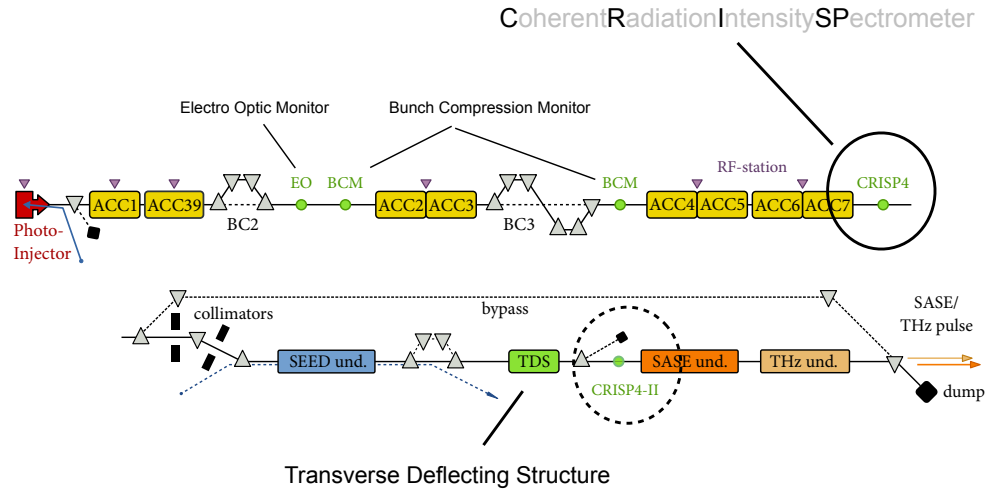 CoherentRadiationIntensitySPectrometer
Electro Optic Monitor
Bunch Compression Monitor
RF-station
EO
BCM
BCM
CRISP4
ACC1
ACC39
ACC2
ACC3
ACC4
ACC5
ACC6
ACC7
BC2
BC3
Photo-
Injector
bypass
SASE/
THz pulse
collimators
SEED und.
TDS
SASE und.
THz und.
CRISP4-II
dump
Transverse Deflecting Structure